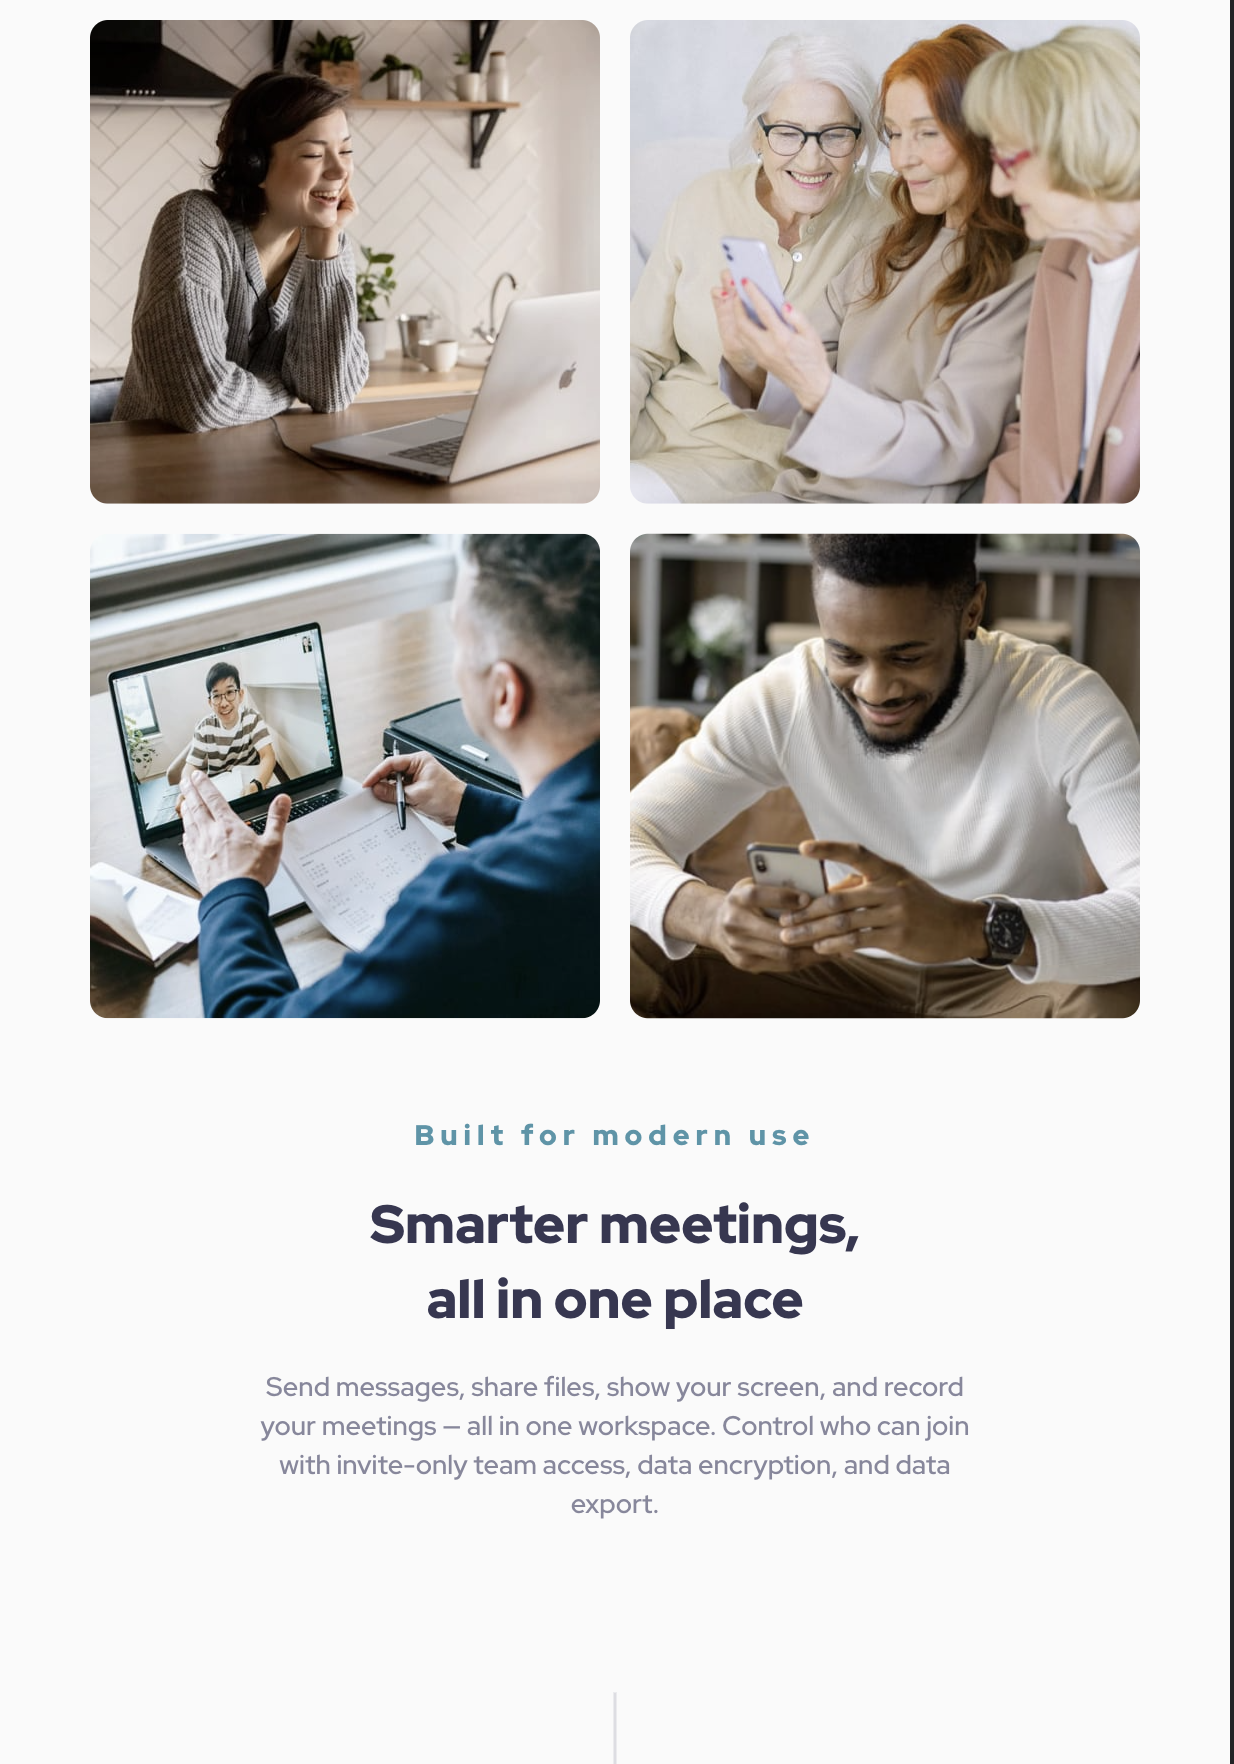 Built for modern use
Smarter meetings,
all in one place
Send messages, share files, show your screen, and record
your meetings — all in one workspace. Control who can join
with invite-only team access, data encryption, and data
export.